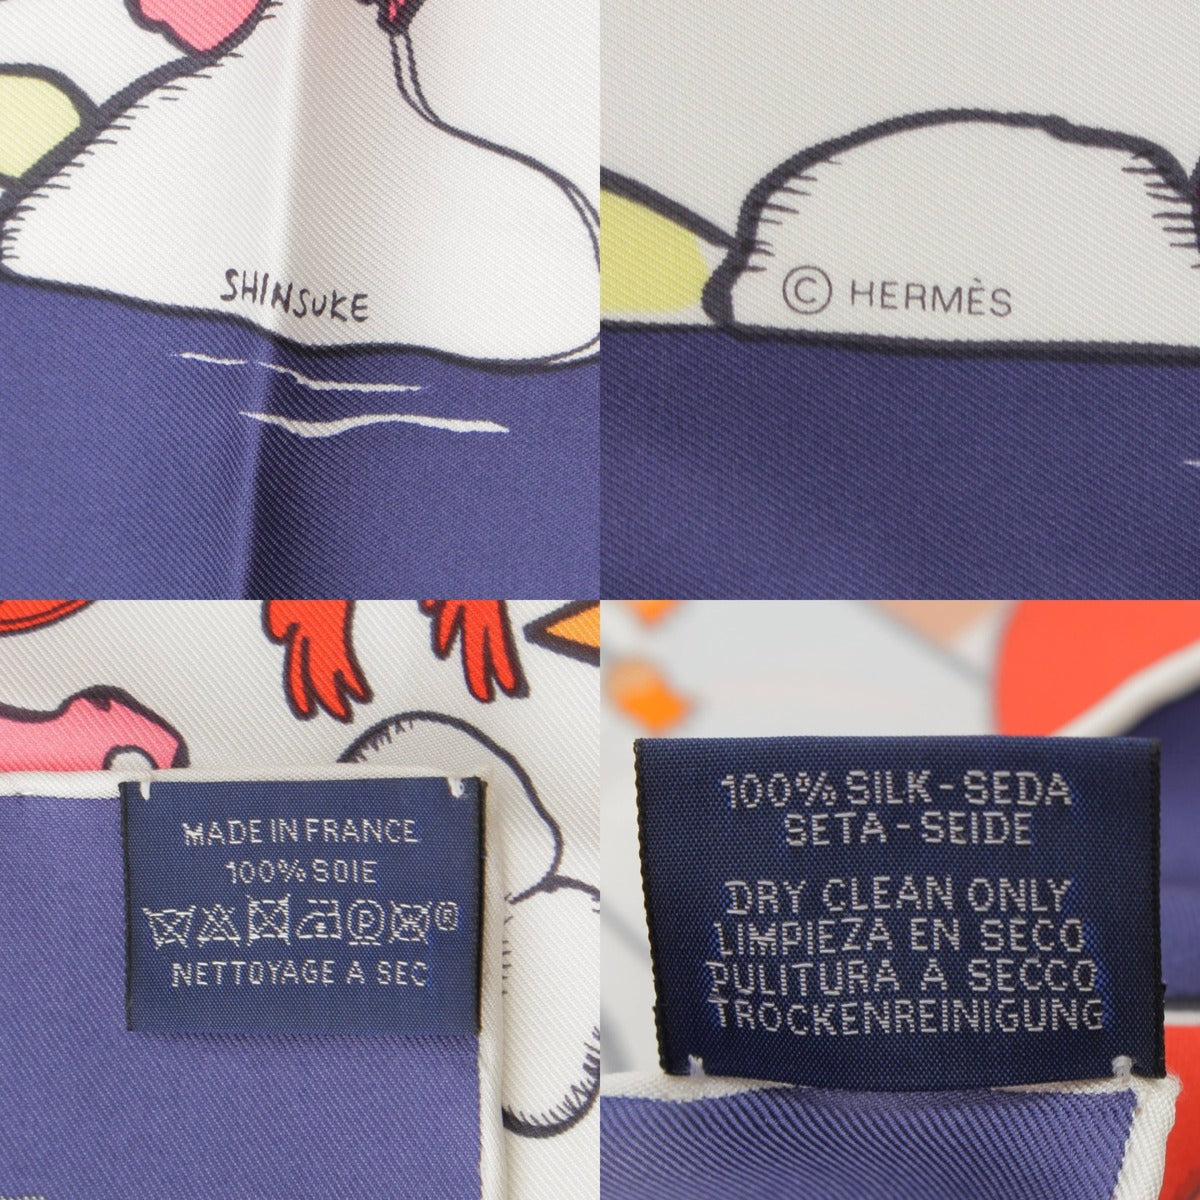 SHINSUKE
© HERMÈS
MADE IN FRANCE
100% SOIE
®
NETTOYAGE A SEC
100% SILK-SEDA
SETA-SEIDE
DRY CLEAN ONLY
LIMPIEZA EN SECO
PULITURA A SECCO
TROCKENREINIGUNG